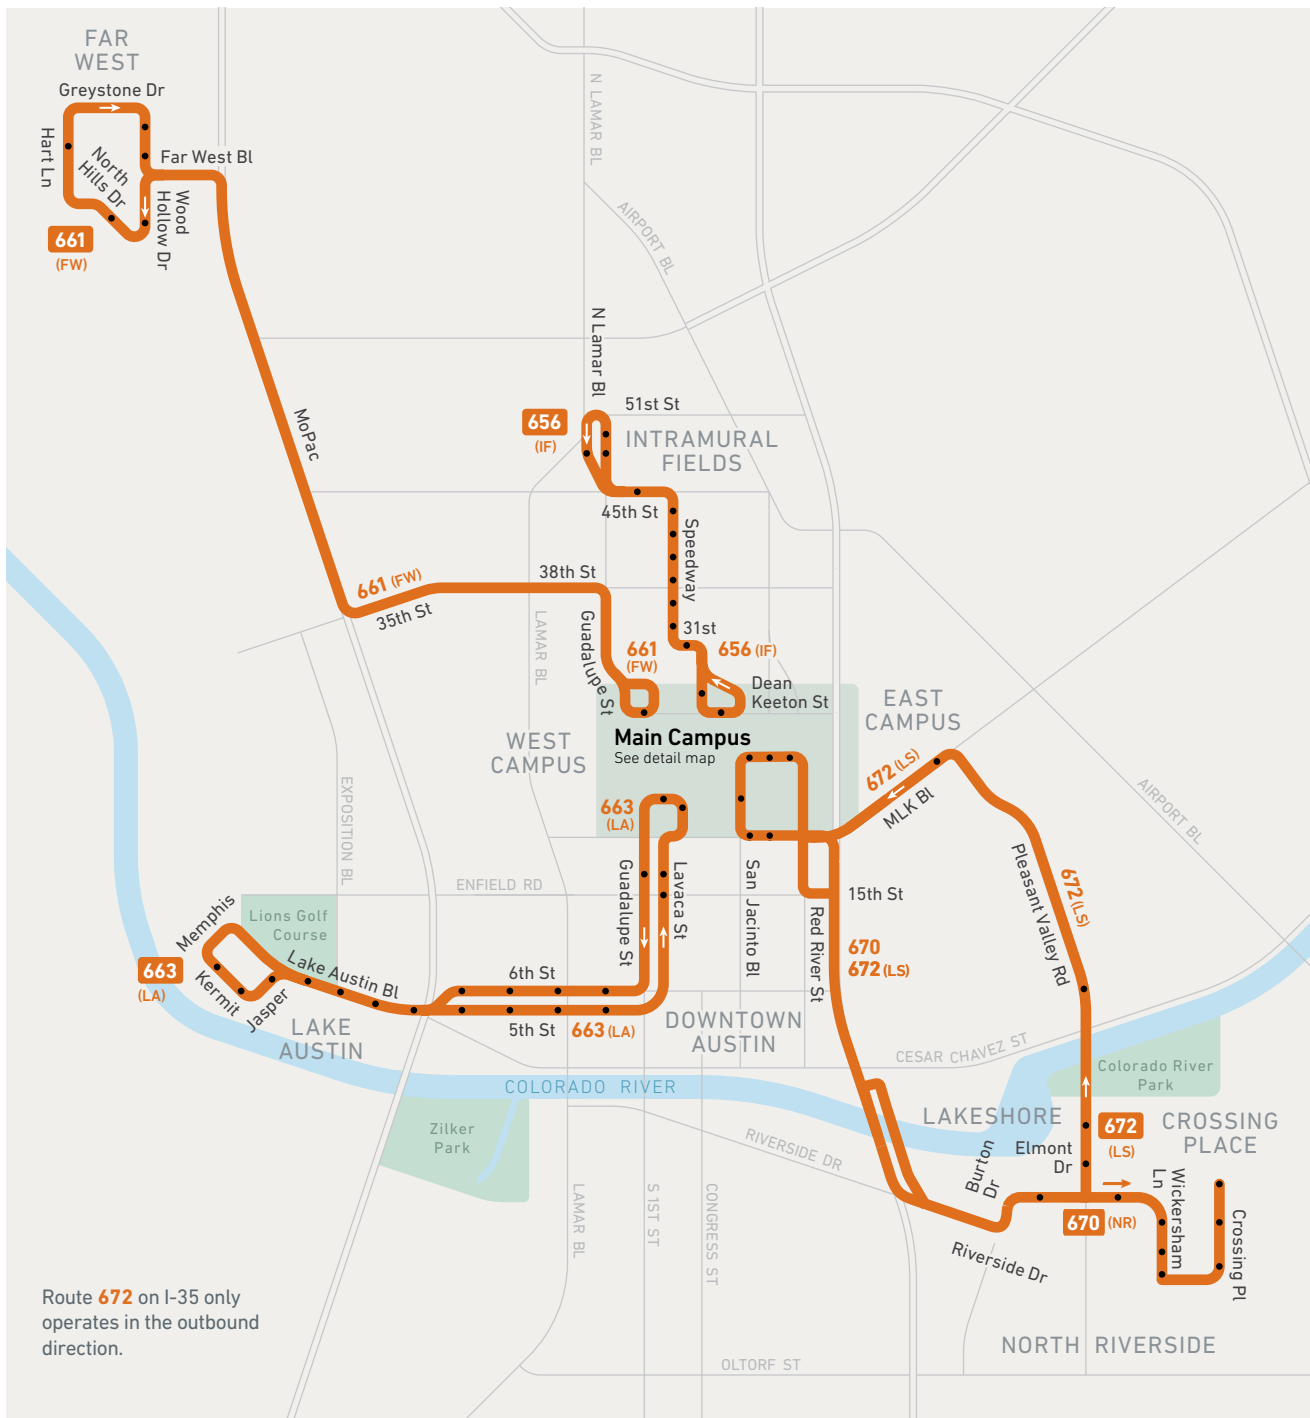 FAR
WEST
Greystone Dr
Hart Ln
North
Hills Dr
Far West Bl
Wood
Hollow Dr
661
(FW)
N LAMAR BL
AIRPORT BL
N Lamar Bl
656
(IF)
51st St
INTRAMURAL
FIELDS
MoPac
45th St
Speedway
661 (FW)
38th St
35th St
LAMAR BL
Guadalupe St
31st
661
(FW)
656 (IF)
Dean
Keeton St
EAST
CAMPUS
WEST
CAMPUS
Main Campus
See detail map
672 (LS)
MLK Bl
AIRPORT BL
EXPOSITION BL
663
(LA)
Pleasant Valley Rd
672 (LS)
ENFIELD RD
Guadalupe St
Lavaca St
San Jacinto Bl
Red River St
15th St
Memphis
Lions Golf
Course
670
672 (LS)
663
(LA)
Kermit
Jasper
Lake Austin Bl
6th St
5th St
663 (LA)
LAKE
AUSTIN
DOWNTOWN
AUSTIN
CESAR CHAVEZ ST
COLORADO RIVER
Colorado River
Park
LAKESHORE
CROSSING
PLACE
Zilker
Park
RIVERSIDE DR
Burton
Dr
Elmont
Dr
672
(LS)
Wickersham
Ln
LAMAR BL
S 1ST ST
CONGRESS ST
670 (NR)
Crossing Pl
Riverside Dr
Route 672 on I-35 only
operates in the outbound
direction.
NORTH RIVERSIDE
OLTORF ST